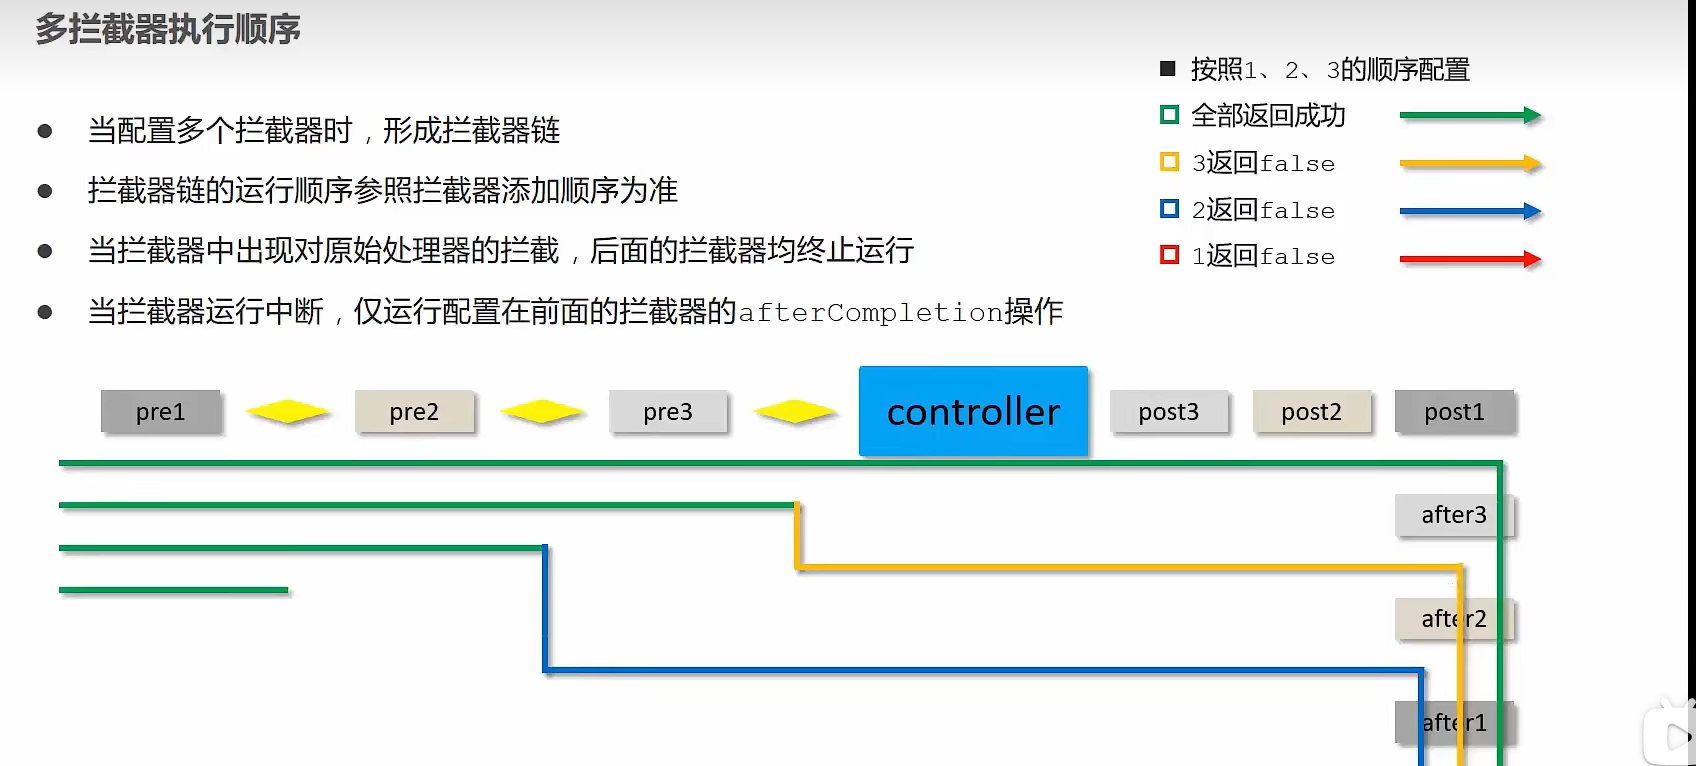 多拦截器执行顺序
当配置多个拦截器时，形成拦截器链
拦截器链的运行顺序参照拦截器添加顺序为准
当拦截器中出现对原始处理器的拦截，后面的拦截器均终止运行
当拦截器运行中断，仅运行配置在前面的拦截器的afterCompletion操作
按照1、2、3的顺序配置
全部返回成功
3返回false
2返回false
1返回false
pre1
pre2
pre3
controller
post3
post2
post1
after3
after2
after1